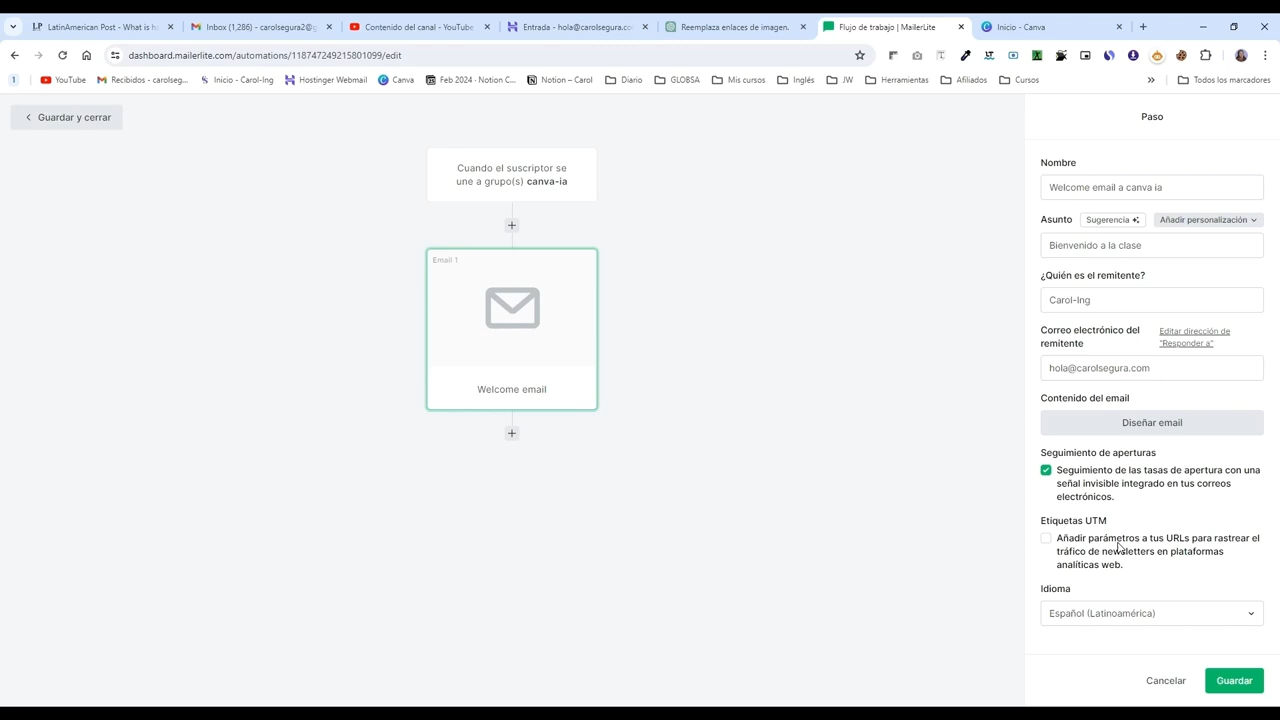 LatinAmerican Post - What is h
Inbox (1,286) - carolsegura2@g
Contenido del canal - YouTube
Entrada - hola@carolsegura.co
Reemplaza enlaces de imagen.
Flujo de trabajo | MailerLite
Inicio - Canva
dashboard.mailerlite.com/automations/118747249215801099/edit
1
YouTube
Recibidos - carolseg...
Inicio - Carol-Ing
Hostinger Webmail
Canva
Feb 2024 - Notion C...
Notion – Carol
Diario
GLOBSA
Mis cursos
Inglés
JW
Herramientas
Afiliados
Cursos
Todos los marcadores
Guardar y cerrar
Cuando el suscriptor se
une a grupo(s) canva-ia
Email 1
Welcome email
Paso
Nombre
Welcome email a canva ia
Asunto
Sugerencia
Añadir personalización
Bienvenido a la clase
¿Quién es el remitente?
Carol-Ing
Correo electrónico del
remitente
Editar dirección de
"Responder a"
hola@carolsegura.com
Contenido del email
Diseñar email
Seguimiento de aperturas
Seguimiento de las tasas de apertura con una
señal invisible integrado en tus correos
electrónicos.
Etiquetas UTM
Añadir parámetros a tus URLs para rastrear el
tráfico de newsletters en plataformas
analíticas web.
Idioma
Español (Latinoamérica)
Cancelar
Guardar